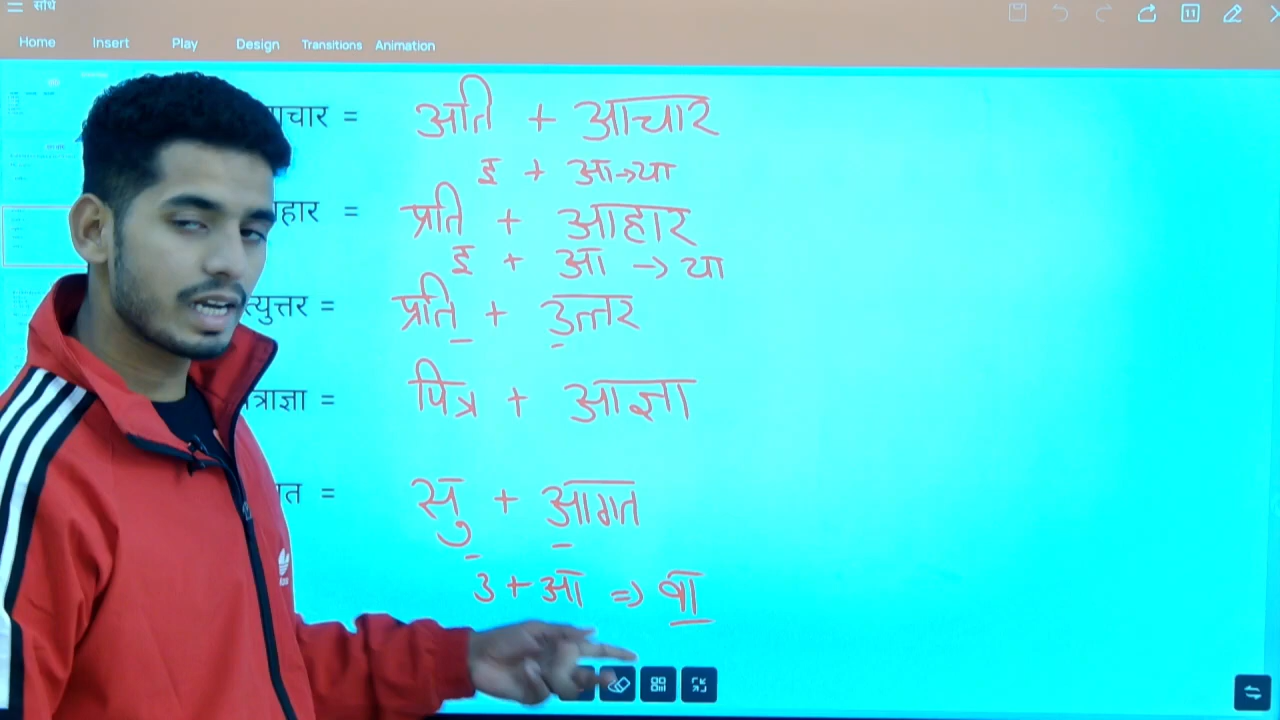 संधि
Home Insert Play Design Transitions Animation
ाचार = अति + आचार
इ + आ→या
हार = प्रति + आहार
इ + आ → या
त्युत्तर = प्रति + उत्तर
त्राज्ञा = पित्र + आज्ञा
त = सु + आगत
उ + आ => वा